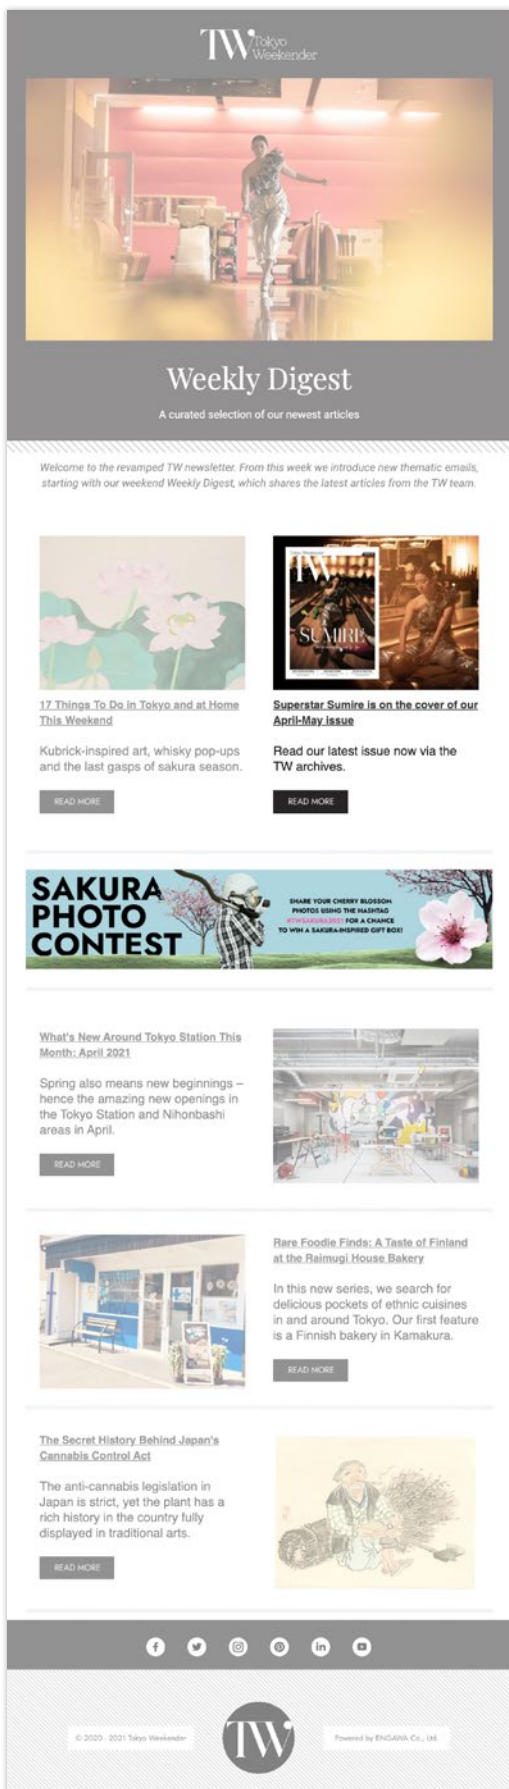 TW Tokyo
Weekender
Weekly Digest
A curated selection of our newest articles
Welcome to the revamped TW newsletter. From this week we introduce new thematic emails,
starting with our weekend Weekly Digest, which shares the latest articles from the TW team.
17 Things To Do in Tokyo and at Home
This Weekend
Kubrick-inspired art, whisky pop-ups
and the last gasps of sakura season.
READ MORE
TW
SUMIRE
Superstar Sumire is on the cover of our
April-May issue
Read our latest issue now via the
TW archives.
READ MORE
SAKURA
PHOTO
CONTEST
SHARE YOUR CHERRY BLOSSOM
PHOTOS USING THE HASHTAG
#TWSAKURA2021 FOR A CHANCE
TO WIN A SAKURA-INSPIRED GIFT BOX!
What's New Around Tokyo Station This
Month: April 2021
Spring also means new beginnings –
hence the amazing new openings in
the Tokyo Station and Nihonbashi
areas in April.
READ MORE
Rare Foodie Finds: A Taste of Finland
at the Raimugi House Bakery
In this new series, we search for
delicious pockets of ethnic cuisines
in and around Tokyo. Our first feature
is a Finnish bakery in Kamakura.
READ MORE
The Secret History Behind Japan's
Cannabis Control Act
The anti-cannabis legislation in
Japan is strict, yet the plant has a
rich history in the country fully
displayed in traditional arts.
READ MORE
© 2020 - 2021 Tokyo Weekender
TW
Powered by ENGAWA Co., Ltd.